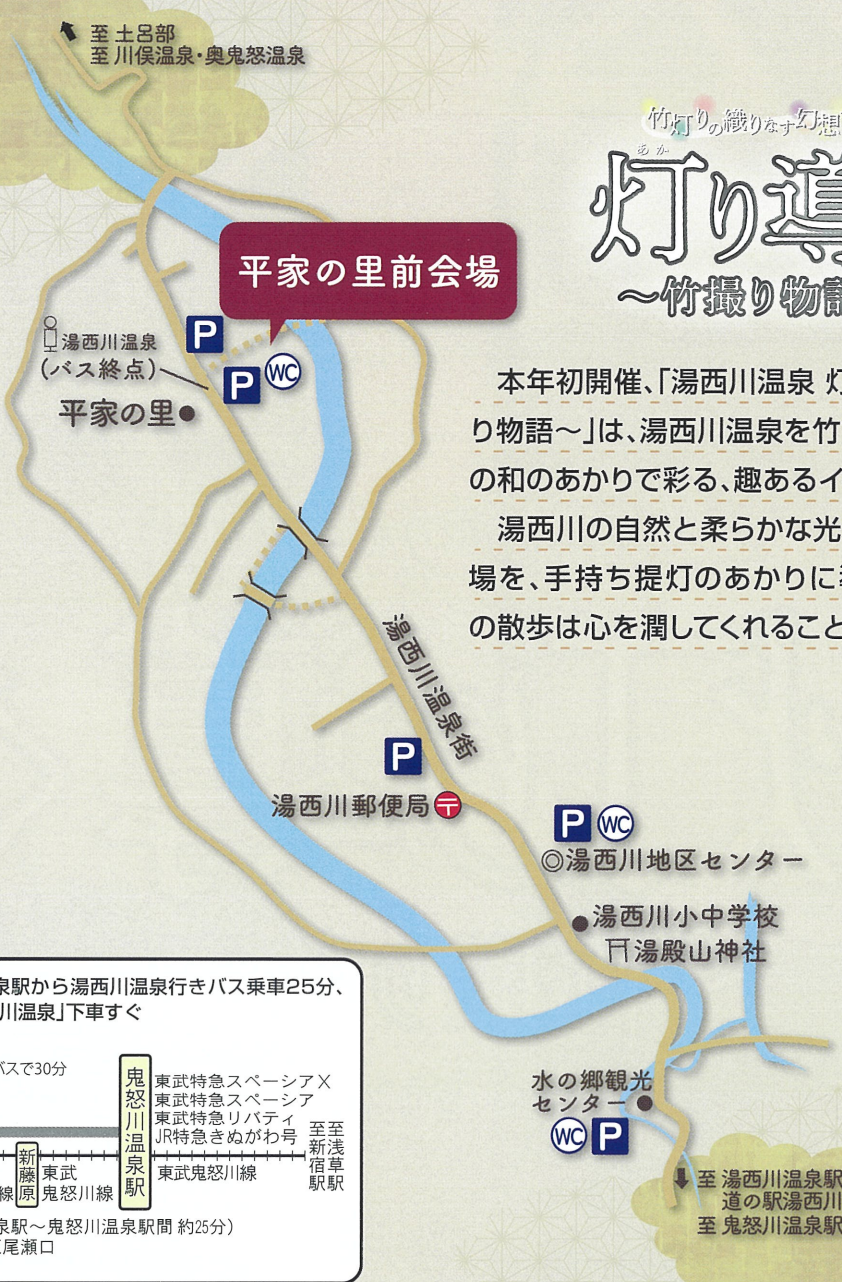 至 土呂部
至 川俣温泉・奥鬼怒温泉
竹灯りの織りなす幻想
あか
灯り導
〜竹撮り物語
平家の里前会場
P
湯西川温泉
(バス終点)
P
WC
平家の里
本年初開催、「湯西川温泉 灯
り物語〜」は、湯西川温泉を竹
の和のあかりで彩る、趣あるイ
湯西川の自然と柔らかな光
場を、手持ち提灯のあかりに
の散歩は心を潤してくれること
湯西川温泉街
P
湯西川郵便局
〒
P
WC
◎湯西川地区センター
湯西川小中学校
湯殿山神社
水の郷観光
センター
WC
P
至 湯西川温泉駅
道の駅湯西川
至 鬼怒川温泉駅
泉駅から湯西川温泉行きバス乗車25分、
川温泉」下車すぐ
バスで30分
鬼怒川温泉駅
東武特急スペーシアX
東武特急スペーシア
東武特急リバティ
JR特急きぬがわ号
至浅草駅
至新宿駅
線
新藤原
東武
鬼怒川線
東武鬼怒川線
泉駅〜鬼怒川温泉駅間 約25分)
尾瀬口